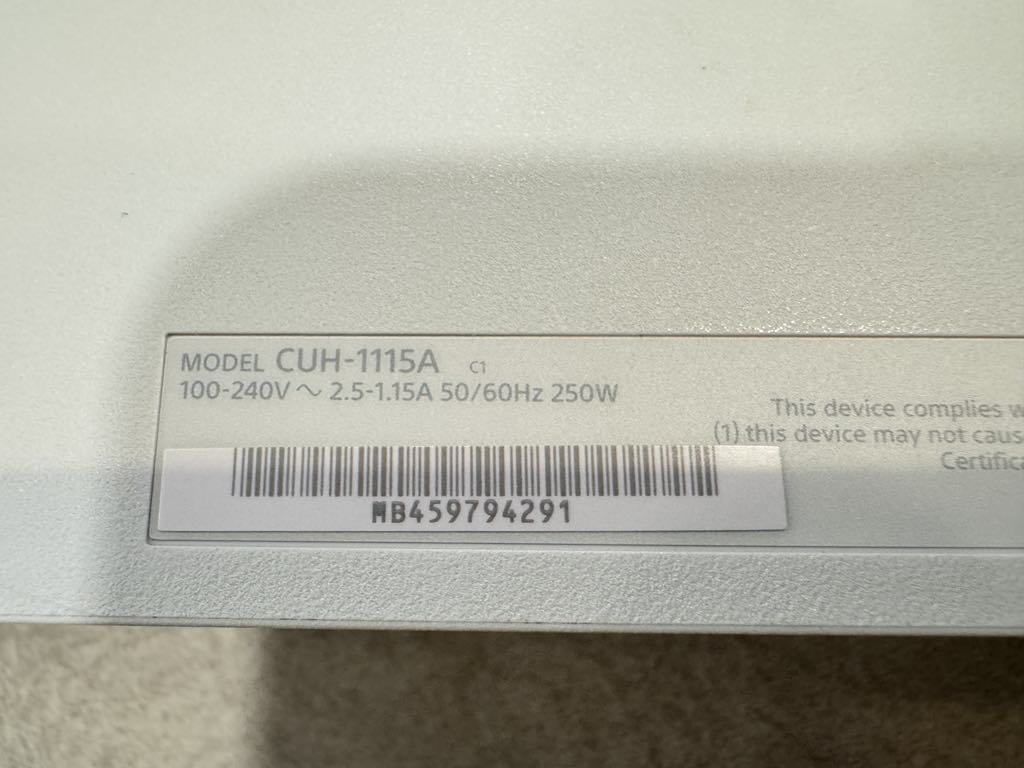 MODEL CUH-1115A C1
100-240V ～ 2.5-1.15A 50/60Hz 250W
This device complies w
(1) this device may not caus
Certifica
MB459794291